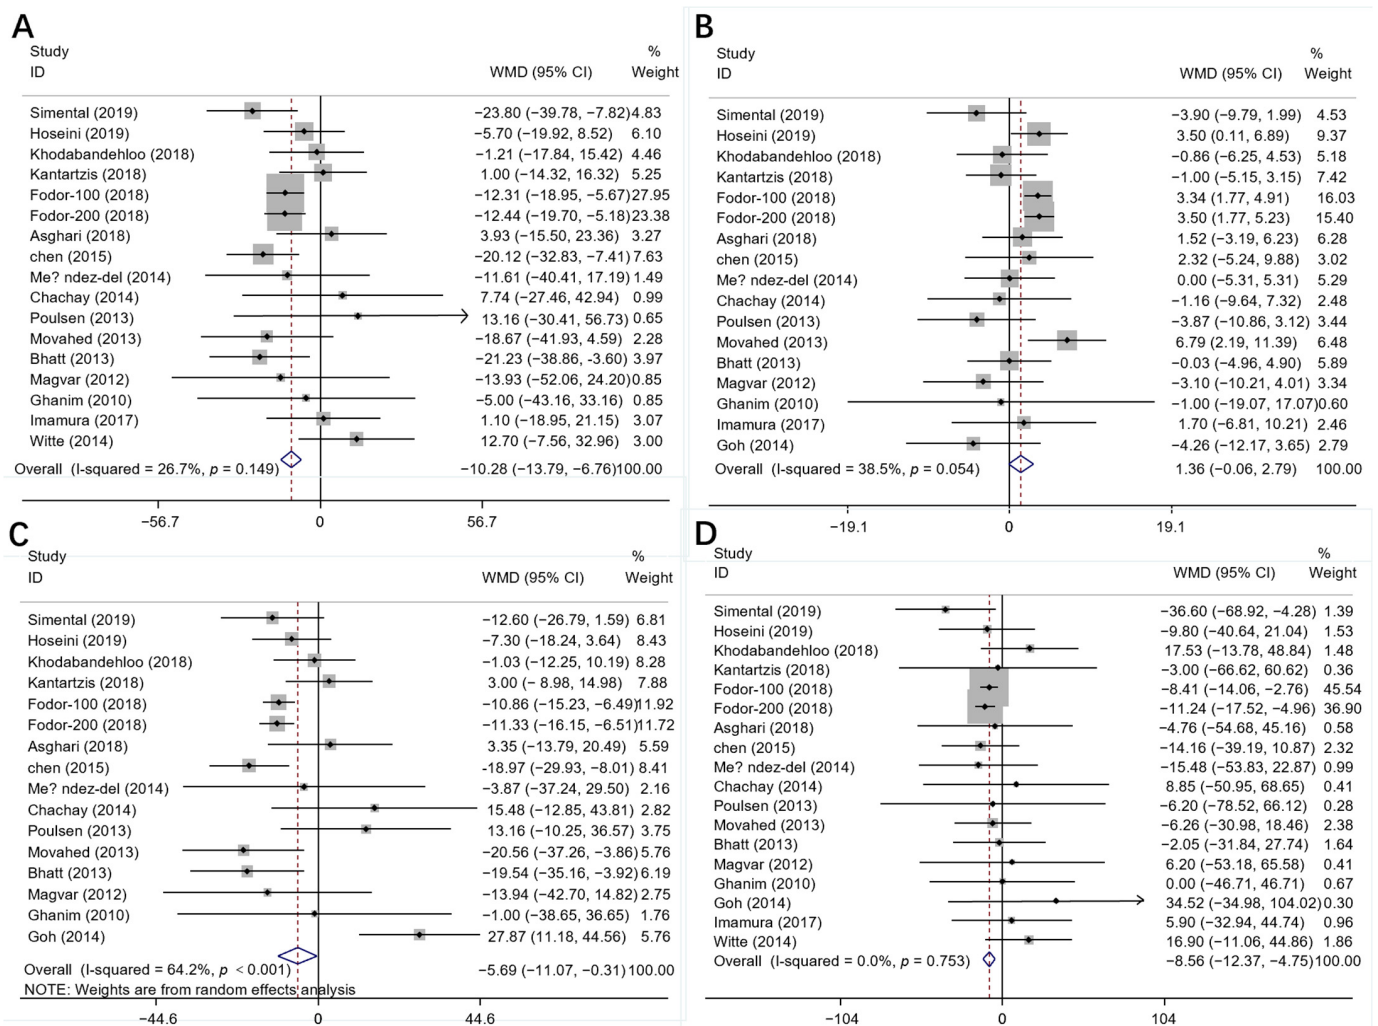 A
Study %
ID WMD (95% CI) Weight
Simental (2019) −23.80 (−39.78, −7.82)4.83
Hoseini (2019) −5.70 (−19.92, 8.52) 6.10
Khodabandehloo (2018) −1.21 (−17.84, 15.42) 4.46
Kantartzis (2018) 1.00 (−14.32, 16.32) 5.25
Fodor-100 (2018) −12.31 (−18.95, −5.67)27.95
Fodor-200 (2018) −12.44 (−19.70, −5.18)23.38
Asghari (2018) 3.93 (−15.50, 23.36) 3.27
chen (2015) −20.12 (−32.83, −7.41)7.63
Me? ndez-del (2014) −11.61 (−40.41, 17.19) 1.49
Chachay (2014) 7.74 (−27.46, 42.94) 0.99
Poulsen (2013) 13.16 (−30.41, 56.73) 0.65
Movahed (2013) −18.67 (−41.93, 4.59) 2.28
Bhatt (2013) −21.23 (−38.86, −3.60) 3.97
Magvar (2012) −13.93 (−52.06, 24.20)0.85
Ghanim (2010) −5.00 (−43.16, 33.16) 0.85
Imamura (2017) 1.10 (−18.95, 21.15) 3.07
Witte (2014) 12.70 (−7.56, 32.96) 3.00
Overall (I-squared = 26.7%, p = 0.149) −10.28 (−13.79, −6.76)100.00
−56.7 0 56.7
B
Study %
ID WMD (95% CI) Weight
Simental (2019) −3.90 (−9.79, 1.99) 4.53
Hoseini (2019) 3.50 (0.11, 6.89) 9.37
Khodabandehloo (2018) −0.86 (−6.25, 4.53) 5.18
Kantartzis (2018) −1.00 (−5.15, 3.15) 7.42
Fodor-100 (2018) 3.34 (1.77, 4.91) 16.03
Fodor-200 (2018) 3.50 (1.77, 5.23) 15.40
Asghari (2018) 1.52 (−3.19, 6.23) 6.28
chen (2015) 2.32 (−5.24, 9.88) 3.02
Me? ndez-del (2014) 0.00 (−5.31, 5.31) 5.29
Chachay (2014) −1.16 (−9.64, 7.32) 2.48
Poulsen (2013) −3.87 (−10.86, 3.12) 3.44
Movahed (2013) 6.79 (2.19, 11.39) 6.48
Bhatt (2013) −0.03 (−4.96, 4.90) 5.89
Magvar (2012) −3.10 (−10.21, 4.01) 3.34
Ghanim (2010) −1.00 (−19.07, 17.07)0.60
Imamura (2017) 1.70 (−6.81, 10.21) 2.46
Goh (2014) −4.26 (−12.17, 3.65) 2.79
Overall (I-squared = 38.5%, p = 0.054) 1.36 (−0.06, 2.79) 100.00
−19.1 0 19.1
C
Study %
ID WMD (95% CI) Weight
Simental (2019) −12.60 (−26.79, 1.59) 6.81
Hoseini (2019) −7.30 (−18.24, 3.64) 8.43
Khodabandehloo (2018) −1.03 (−12.25, 10.19) 8.28
Kantartzis (2018) 3.00 (− 8.98, 14.98) 7.88
Fodor-100 (2018) −10.86 (−15.23, −6.49)11.92
Fodor-200 (2018) −11.33 (−16.15, −6.51)11.72
Asghari (2018) 3.35 (−13.79, 20.49) 5.59
chen (2015) −18.97 (−29.93, −8.01) 8.41
Me? ndez-del (2014) −3.87 (−37.24, 29.50) 2.16
Chachay (2014) 15.48 (−12.85, 43.81) 2.82
Poulsen (2013) 13.16 (−10.25, 36.57) 3.75
Movahed (2013) −20.56 (−37.26, −3.86) 5.76
Bhatt (2013) −19.54 (−35.16, −3.92) 6.19
Magvar (2012) −13.94 (−42.70, 14.82) 2.75
Ghanim (2010) −1.00 (−38.65, 36.65) 1.76
Goh (2014) 27.87 (11.18, 44.56) 5.76
Overall (I-squared = 64.2%, p < 0.001) −5.69 (−11.07, −0.31)100.00
NOTE: Weights are from random effects analysis
−44.6 0 44.6
D
Study %
ID WMD (95% CI) Weight
Simental (2019) −36.60 (−68.92, −4.28) 1.39
Hoseini (2019) −9.80 (−40.64, 21.04) 1.53
Khodabandehloo (2018) 17.53 (−13.78, 48.84) 1.48
Kantartzis (2018) −3.00 (−66.62, 60.62) 0.36
Fodor-100 (2018) −8.41 (−14.06, −2.76) 45.54
Fodor-200 (2018) −11.24 (−17.52, −4.96) 36.90
Asghari (2018) −4.76 (−54.68, 45.16) 0.58
chen (2015) −14.16 (−39.19, 10.87) 2.32
Me? ndez-del (2014) −15.48 (−53.83, 22.87) 0.99
Chachay (2014) 8.85 (−50.95, 68.65) 0.41
Poulsen (2013) −6.20 (−78.52, 66.12) 0.28
Movahed (2013) −6.26 (−30.98, 18.46) 2.38
Bhatt (2013) −2.05 (−31.84, 27.74) 1.64
Magvar (2012) 6.20 (−53.18, 65.58) 0.41
Ghanim (2010) 0.00 (−46.71, 46.71) 0.67
Goh (2014) 34.52 (−34.98, 104.02)0.30
Imamura (2017) 5.90 (−32.94, 44.74) 0.96
Witte (2014) 16.90 (−11.06, 44.86) 1.86
Overall (I-squared = 0.0%, p = 0.753) −8.56 (−12.37, −4.75)100.00
−104 0 104